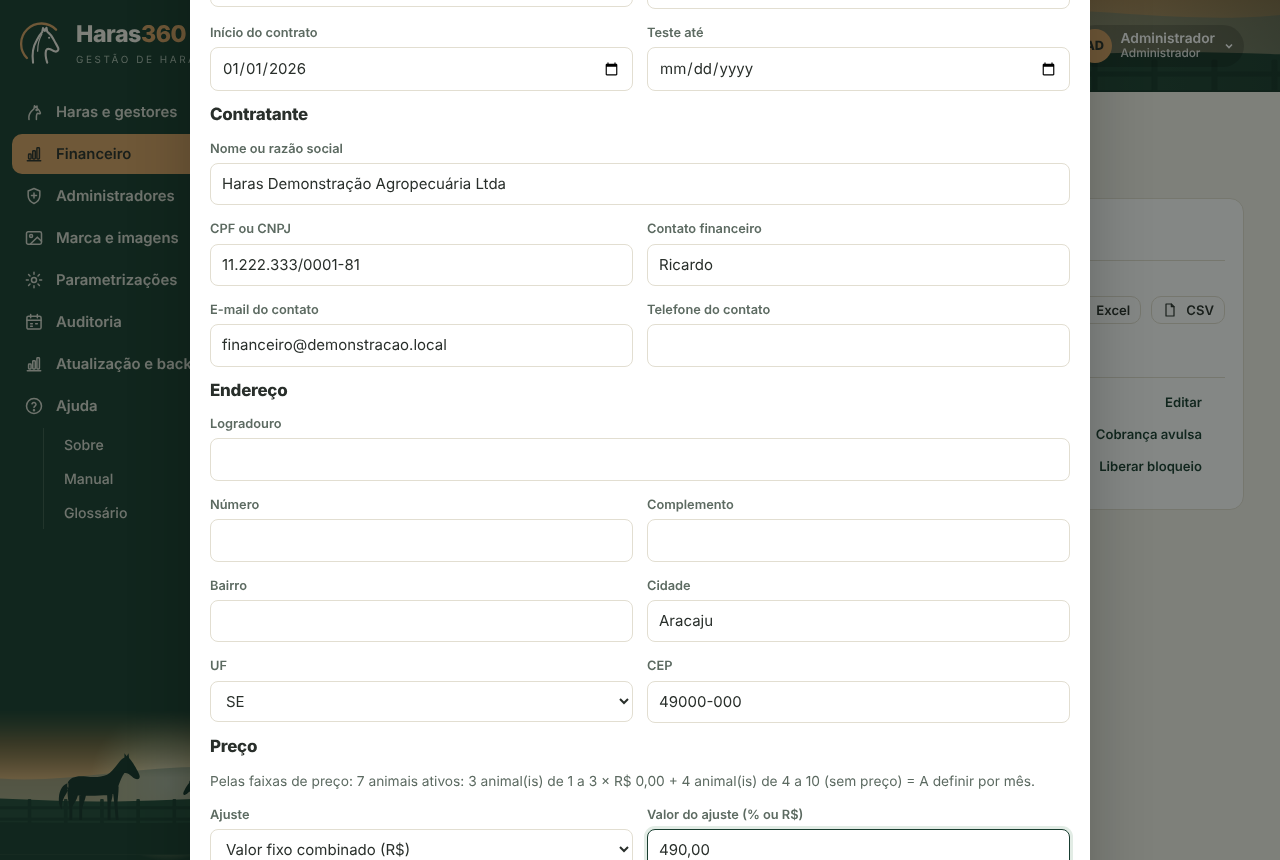 Haras360
GESTÃO DE HARA
AD
Administrador
Administrador
Haras e gestores
Financeiro
Administradores
Marca e imagens
Parametrizações
Auditoria
Atualização e back
Ajuda
Sobre
Manual
Glossário
Início do contrato
Teste até
01/01/2026
mm/dd/yyyy
Contratante
Nome ou razão social
Haras Demonstração Agropecuária Ltda
CPF ou CNPJ
Contato financeiro
11.222.333/0001-81
Ricardo
E-mail do contato
Telefone do contato
financeiro@demonstracao.local
Endereço
Logradouro
Número
Complemento
Bairro
Cidade
Aracaju
UF
CEP
SE
49000-000
Preço
Pelas faixas de preço: 7 animais ativos: 3 animal(is) de 1 a 3 × R$ 0,00 + 4 animal(is) de 4 a 10 (sem preço) = A definir por mês.
Ajuste
Valor do ajuste (% ou R$)
Valor fixo combinado (R$)
490,00
Excel
CSV
Editar
Cobrança avulsa
Liberar bloqueio